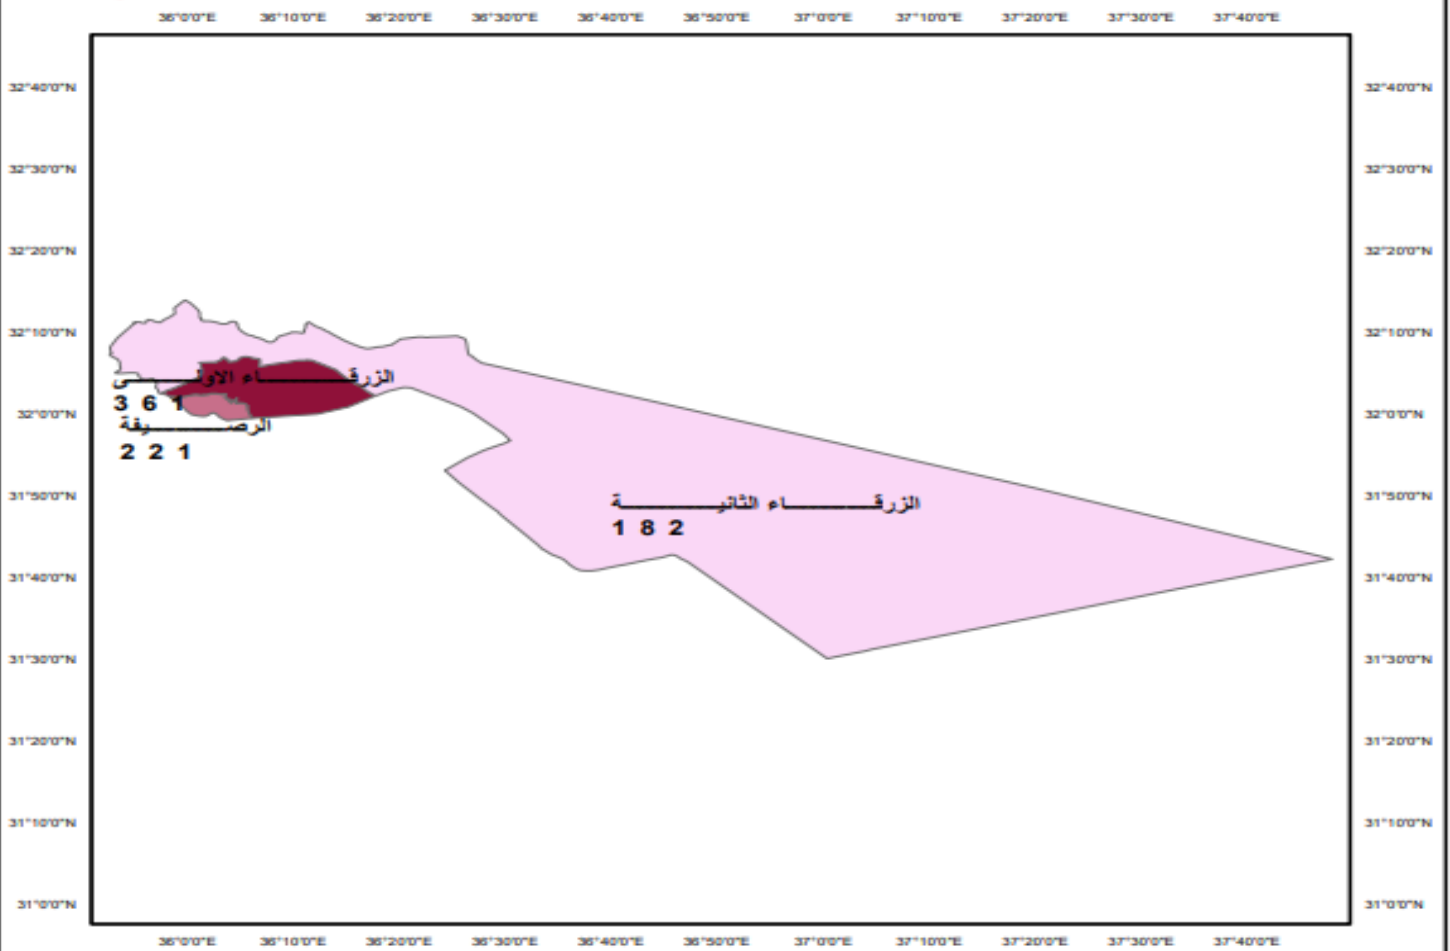 36°0'0"E 36°10'0"E 36°20'0"E 36°30'0"E 36°40'0"E 36°50'0"E 37°0'0"E 37°10'0"E 37°20'0"E 37°30'0"E 37°40'0"E
32°40'0"N 32°40'0"N
32°30'0"N 32°30'0"N
32°20'0"N 32°20'0"N
32°10'0"N 32°10'0"N
الزرقـــــــاء الاولــــــى
3 6 1
32°0'0"N 32°0'0"N
الرصـــــــيفة
2 2 1
31°50'0"N 31°50'0"N
الزرقـــــــاء الثانيـــــــة
1 8 2
31°40'0"N 31°40'0"N
31°30'0"N 31°30'0"N
31°20'0"N 31°20'0"N
31°10'0"N 31°10'0"N
31°0'0"N 31°0'0"N
36°0'0"E 36°10'0"E 36°20'0"E 36°30'0"E 36°40'0"E 36°50'0"E 37°0'0"E 37°10'0"E 37°20'0"E 37°30'0"E 37°40'0"E